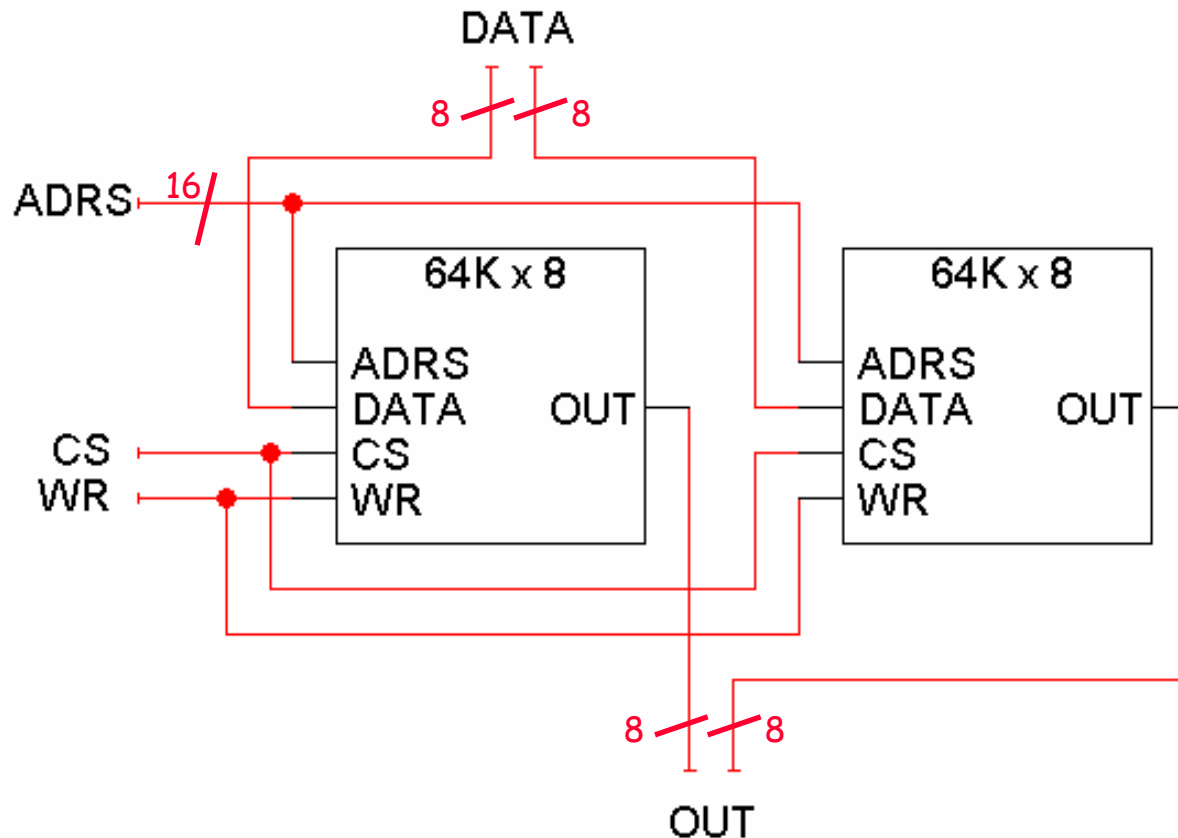 DATA
8 8
ADRS 16
64K x 8
ADRS
DATA
CS
WR
OUT
64K x 8
ADRS
DATA
CS
WR
OUT
CS
WR
8 8
OUT